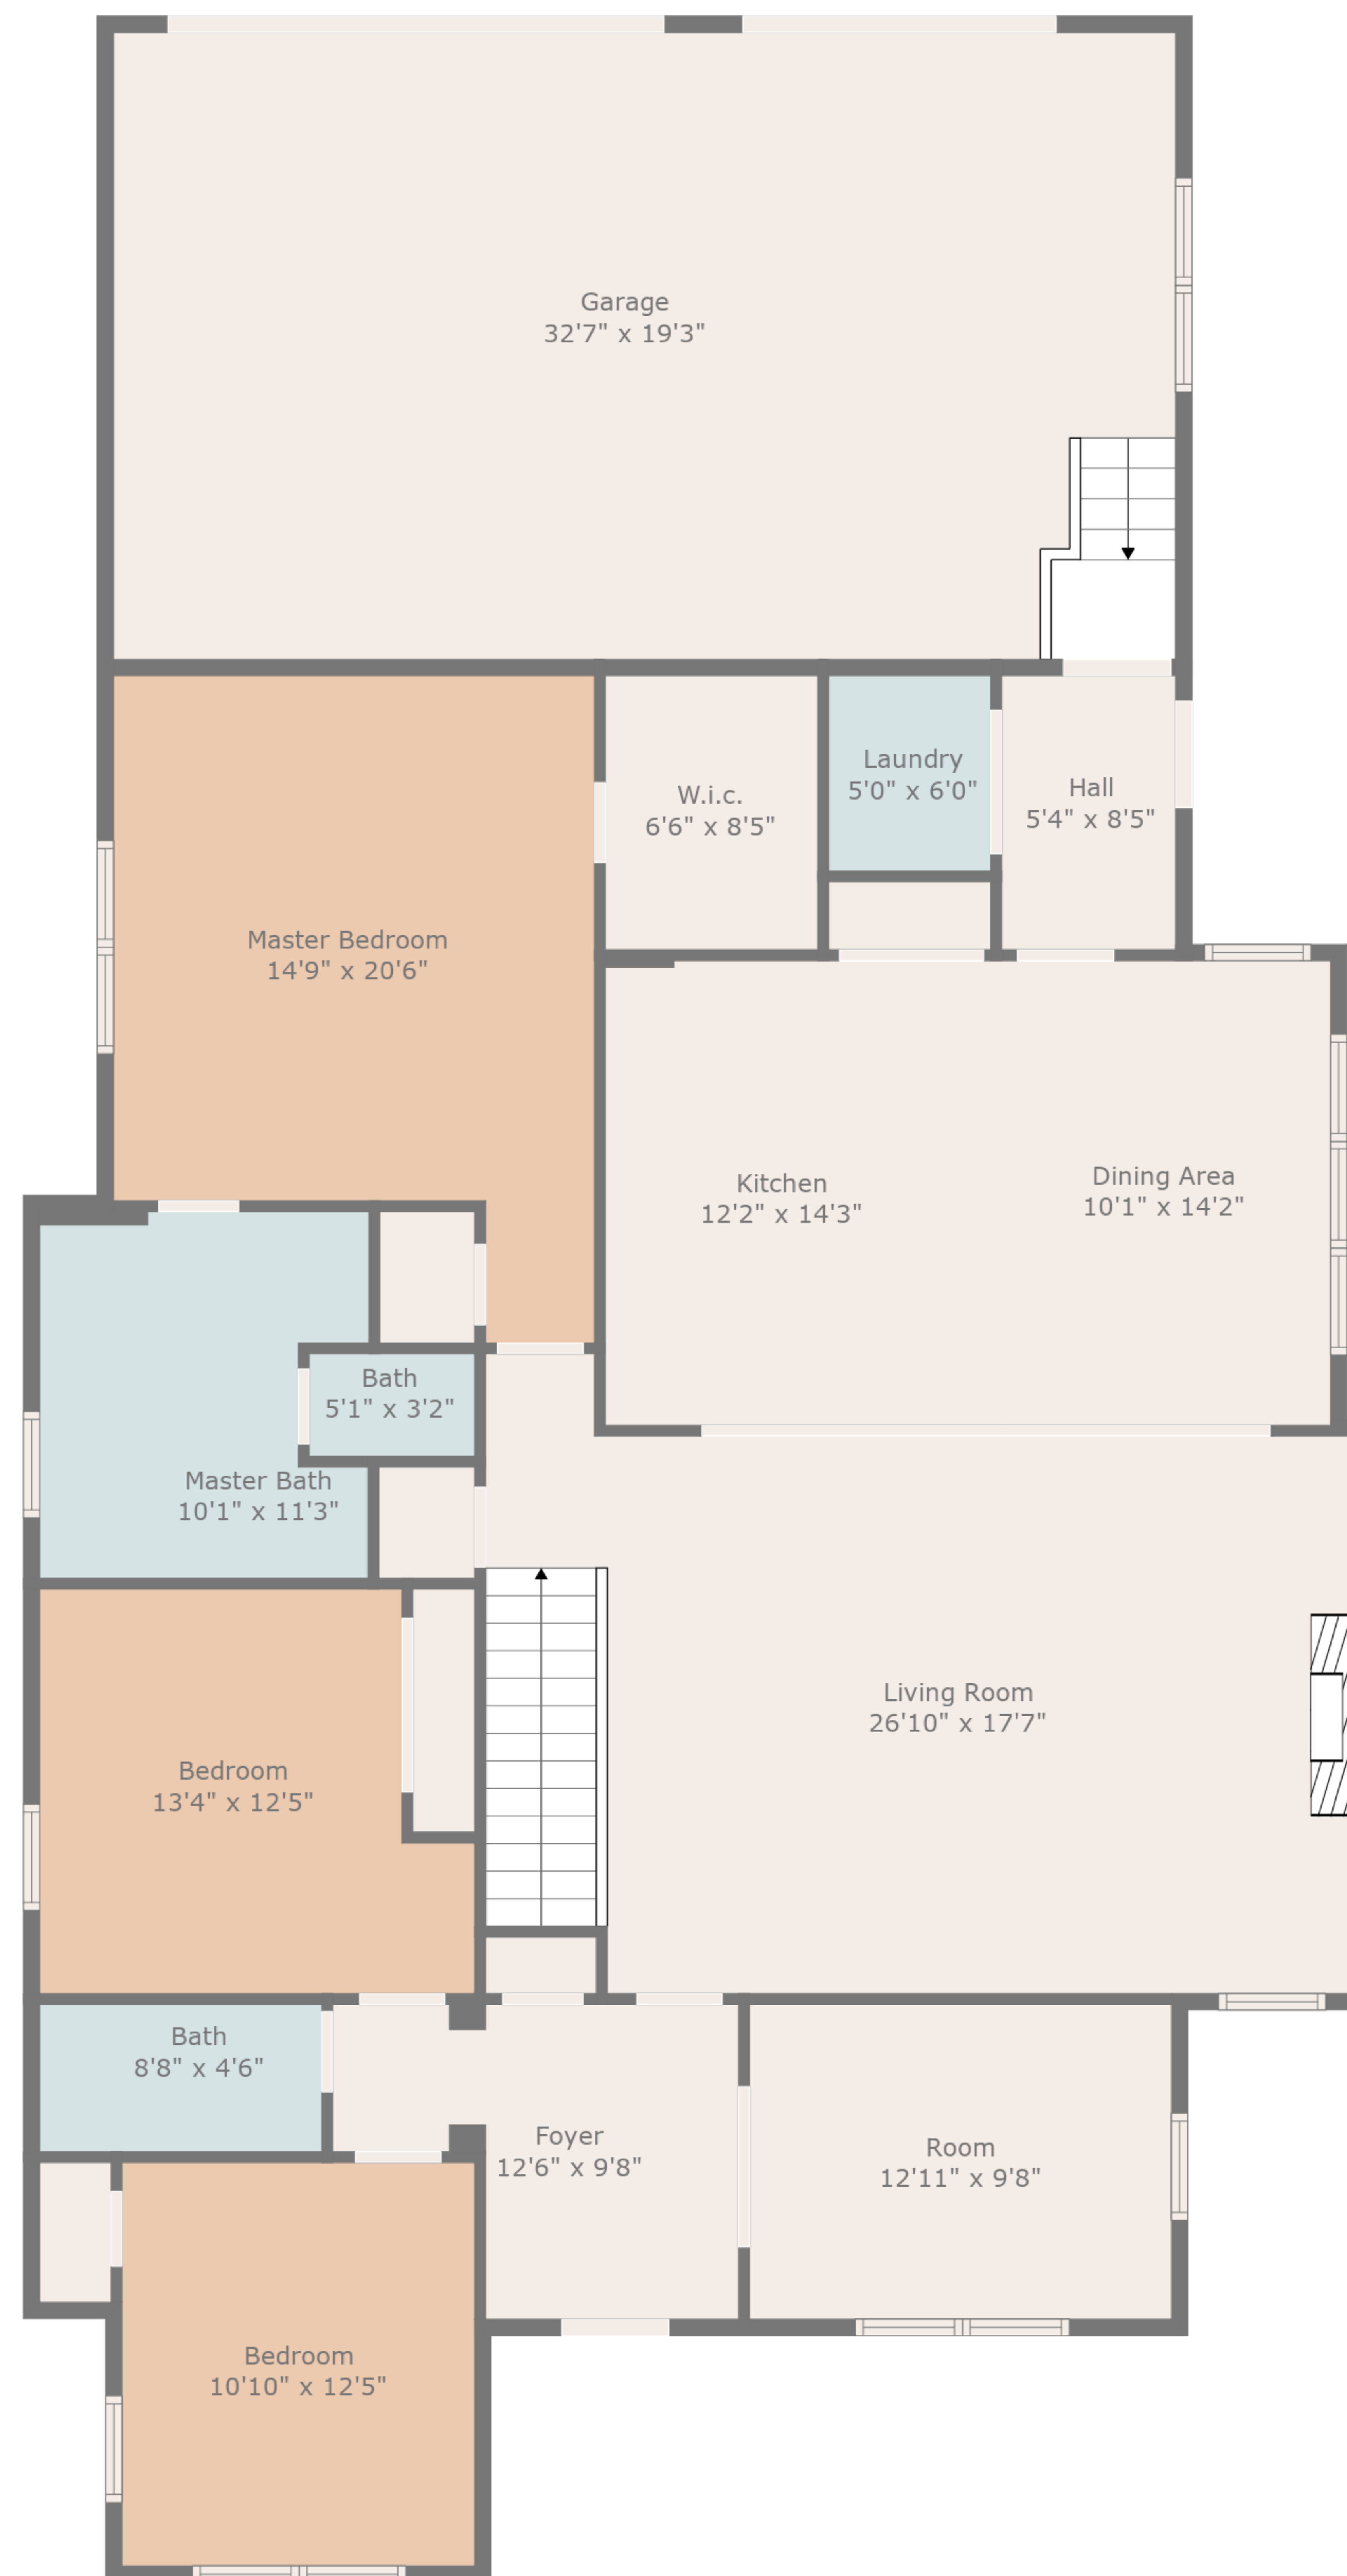 Garage
32'7" x 19'3"
Laundry
5'0" x 6'0"
Hall
5'4" x 8'5"
W.i.c.
6'6" x 8'5"
Master Bedroom
14'9" x 20'6"
Kitchen
12'2" x 14'3"
Dining Area
10'1" x 14'2"
Bath
5'1" x 3'2"
Master Bath
10'1" x 11'3"
Living Room
26'10" x 17'7"
Bedroom
13'4" x 12'5"
Bath
8'8" x 4'6"
Foyer
12'6" x 9'8"
Room
12'11" x 9'8"
Bedroom
10'10" x 12'5"